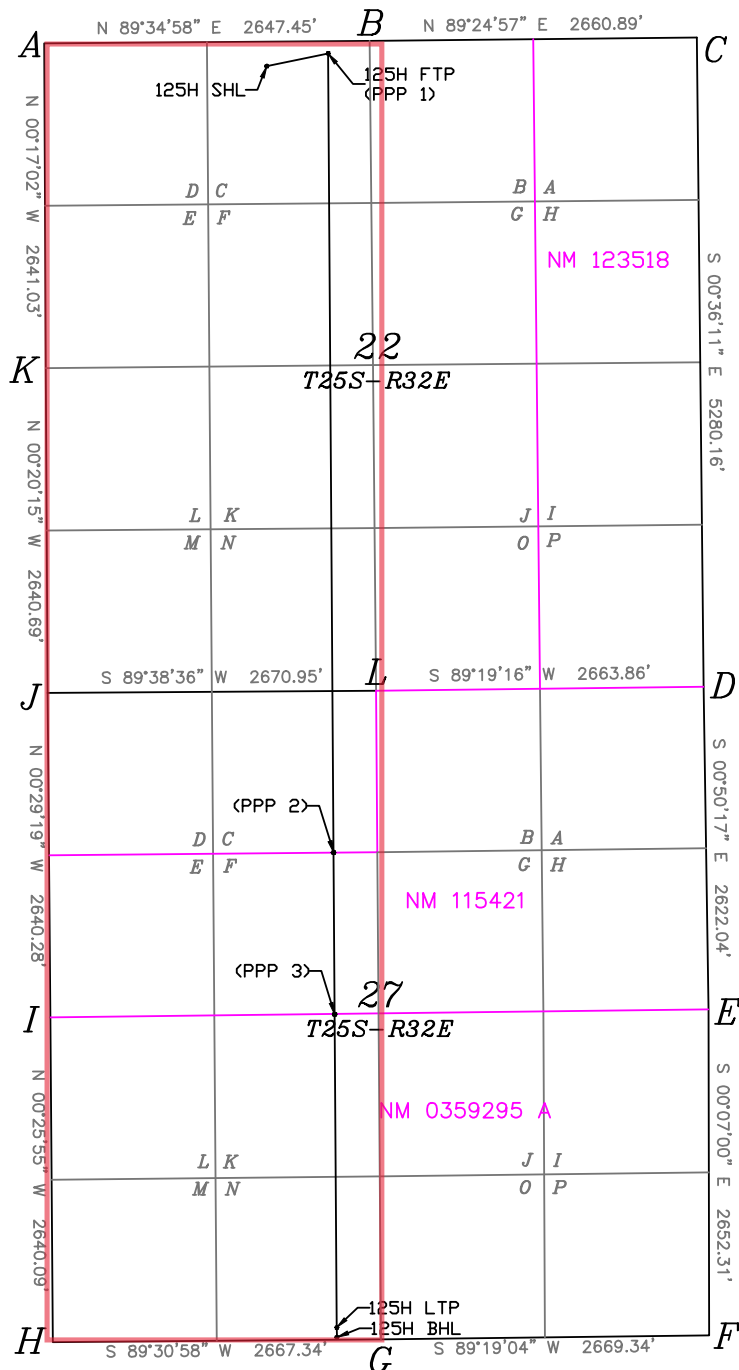 N 89°34'58" E 2647.45'
B
N 89°24'57" E 2660.89'
A
C
125H SHL
125H FTP
(PPP 1)
N 00°17'02" W 2641.03'
D C
E F
B A
G H
NM 123518
S 00°36'11" E 5280.16'
K
22
T25S-R32E
N 00°20'15" W 2640.69'
L K
M N
J I
O P
S 89°38'36" W 2670.95'
L
S 89°19'16" W 2663.86'
J
D
N 00°29'19" W 2640.28'
(PPP 2)
S 00°50'17" E 2622.04'
D C
E F
B A
G H
NM 115421
(PPP 3)
27
T25S-R32E
I
E
N 00°25'55" W 2640.09'
NM 0359295 A
S 00°07'00" E 2652.31'
L K
M N
J I
O P
125H LTP
125H BHL
H
F
S 89°30'58" W 2667.34'
G
S 89°19'04" W 2669.34'